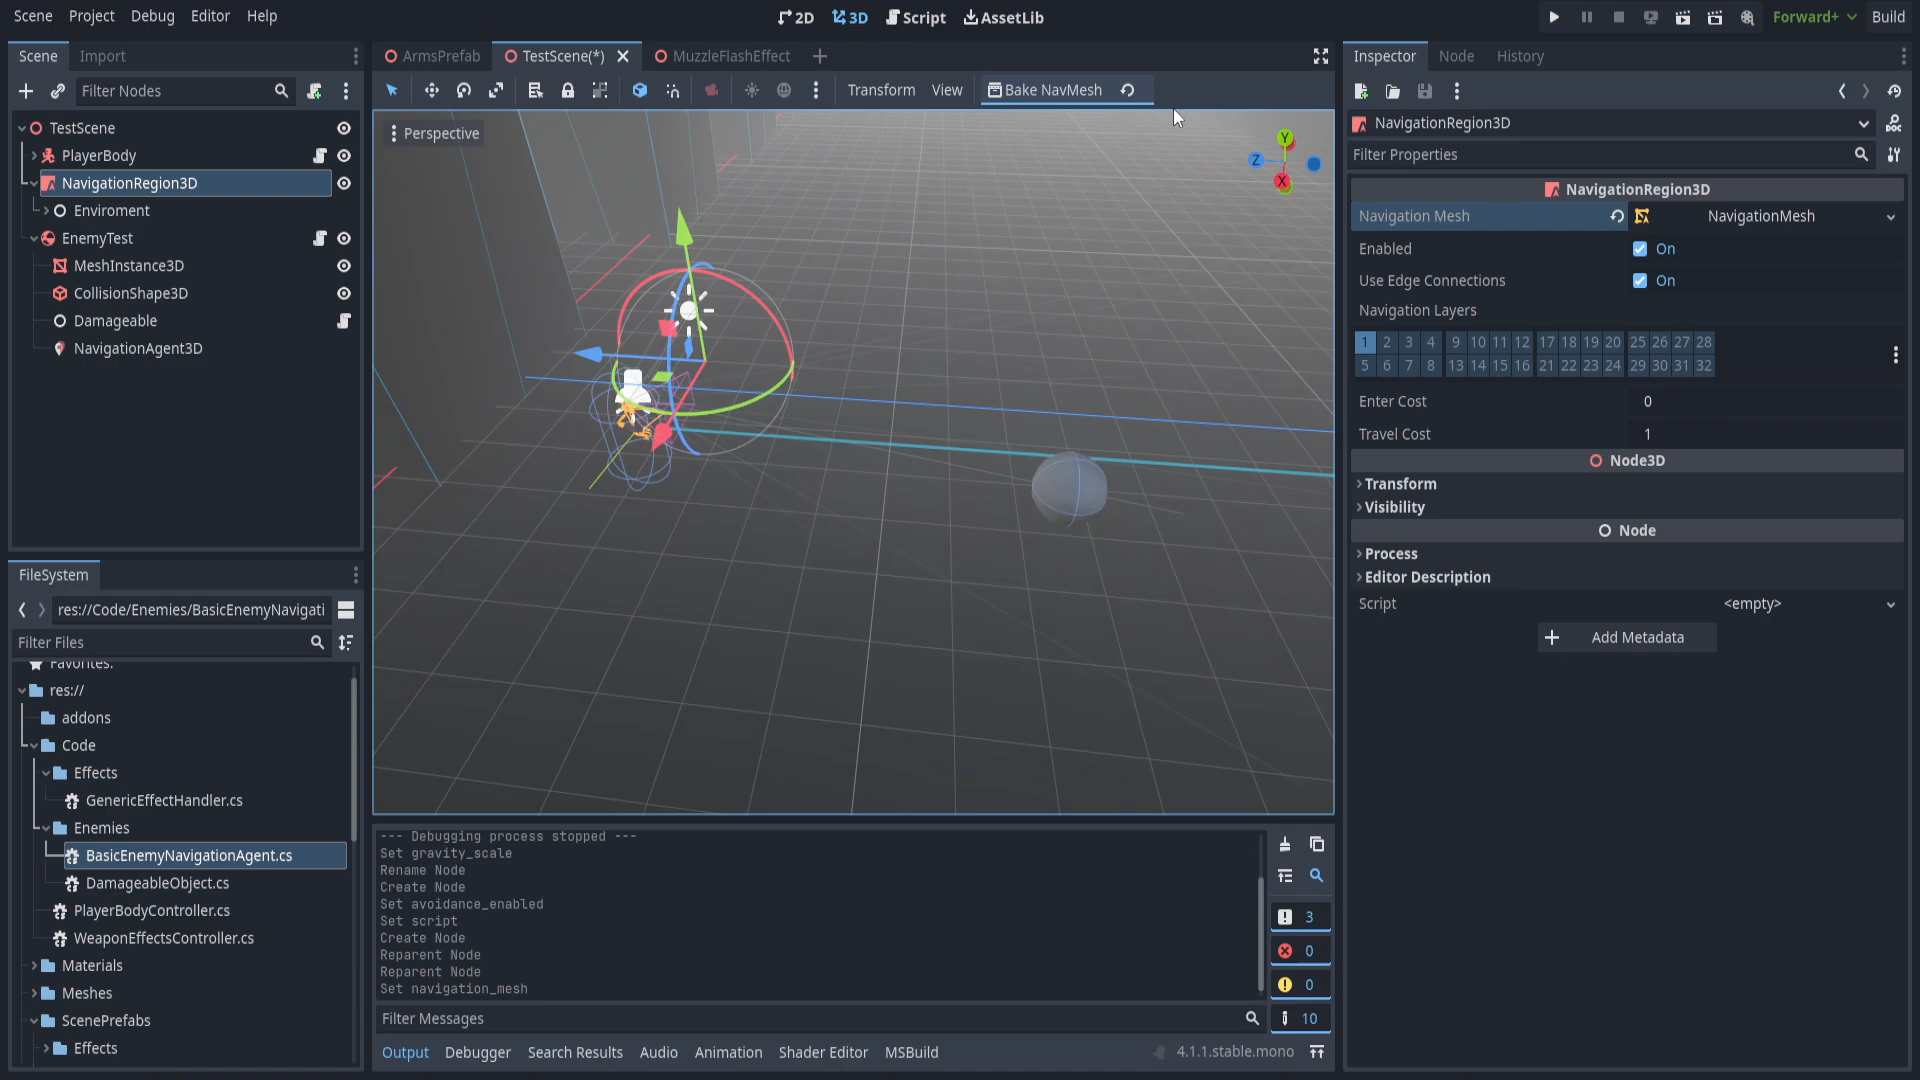 Scene Project Debug Editor Help
2D 3D Script AssetLib
Forward+ Build
Scene Import
Filter Nodes
TestScene
PlayerBody
NavigationRegion3D
Enviroment
EnemyTest
MeshInstance3D
CollisionShape3D
Damageable
NavigationAgent3D
FileSystem
res://Code/Enemies/BasicEnemyNavigati
Filter Files
Favorites:
res://
addons
Code
Effects
GenericEffectHandler.cs
Enemies
BasicEnemyNavigationAgent.cs
DamageableObject.cs
PlayerBodyController.cs
WeaponEffectsController.cs
Materials
Meshes
ScenePrefabs
Effects
ArmsPrefab TestScene(*) MuzzleFlashEffect
Transform View Bake NavMesh
Perspective
Y
Z
X
--- Debugging process stopped ---
Set gravity_scale
Rename Node
Create Node
Set avoidance_enabled
Set script
Create Node
Reparent Node
Reparent Node
Set navigation_mesh
3
0
0
10
Filter Messages
Output Debugger Search Results Audio Animation Shader Editor MSBuild 4.1.1.stable.mono
Inspector Node History
NavigationRegion3D
Filter Properties
NavigationRegion3D
Navigation Mesh NavigationMesh
Enabled On
Use Edge Connections On
Navigation Layers
1 2 3 4 9 10 11 12 17 18 19 20 25 26 27 28
5 6 7 8 13 14 15 16 21 22 23 24 29 30 31 32
Enter Cost 0
Travel Cost 1
Node3D
Transform
Visibility
Node
Process
Editor Description
Script <empty>
Add Metadata